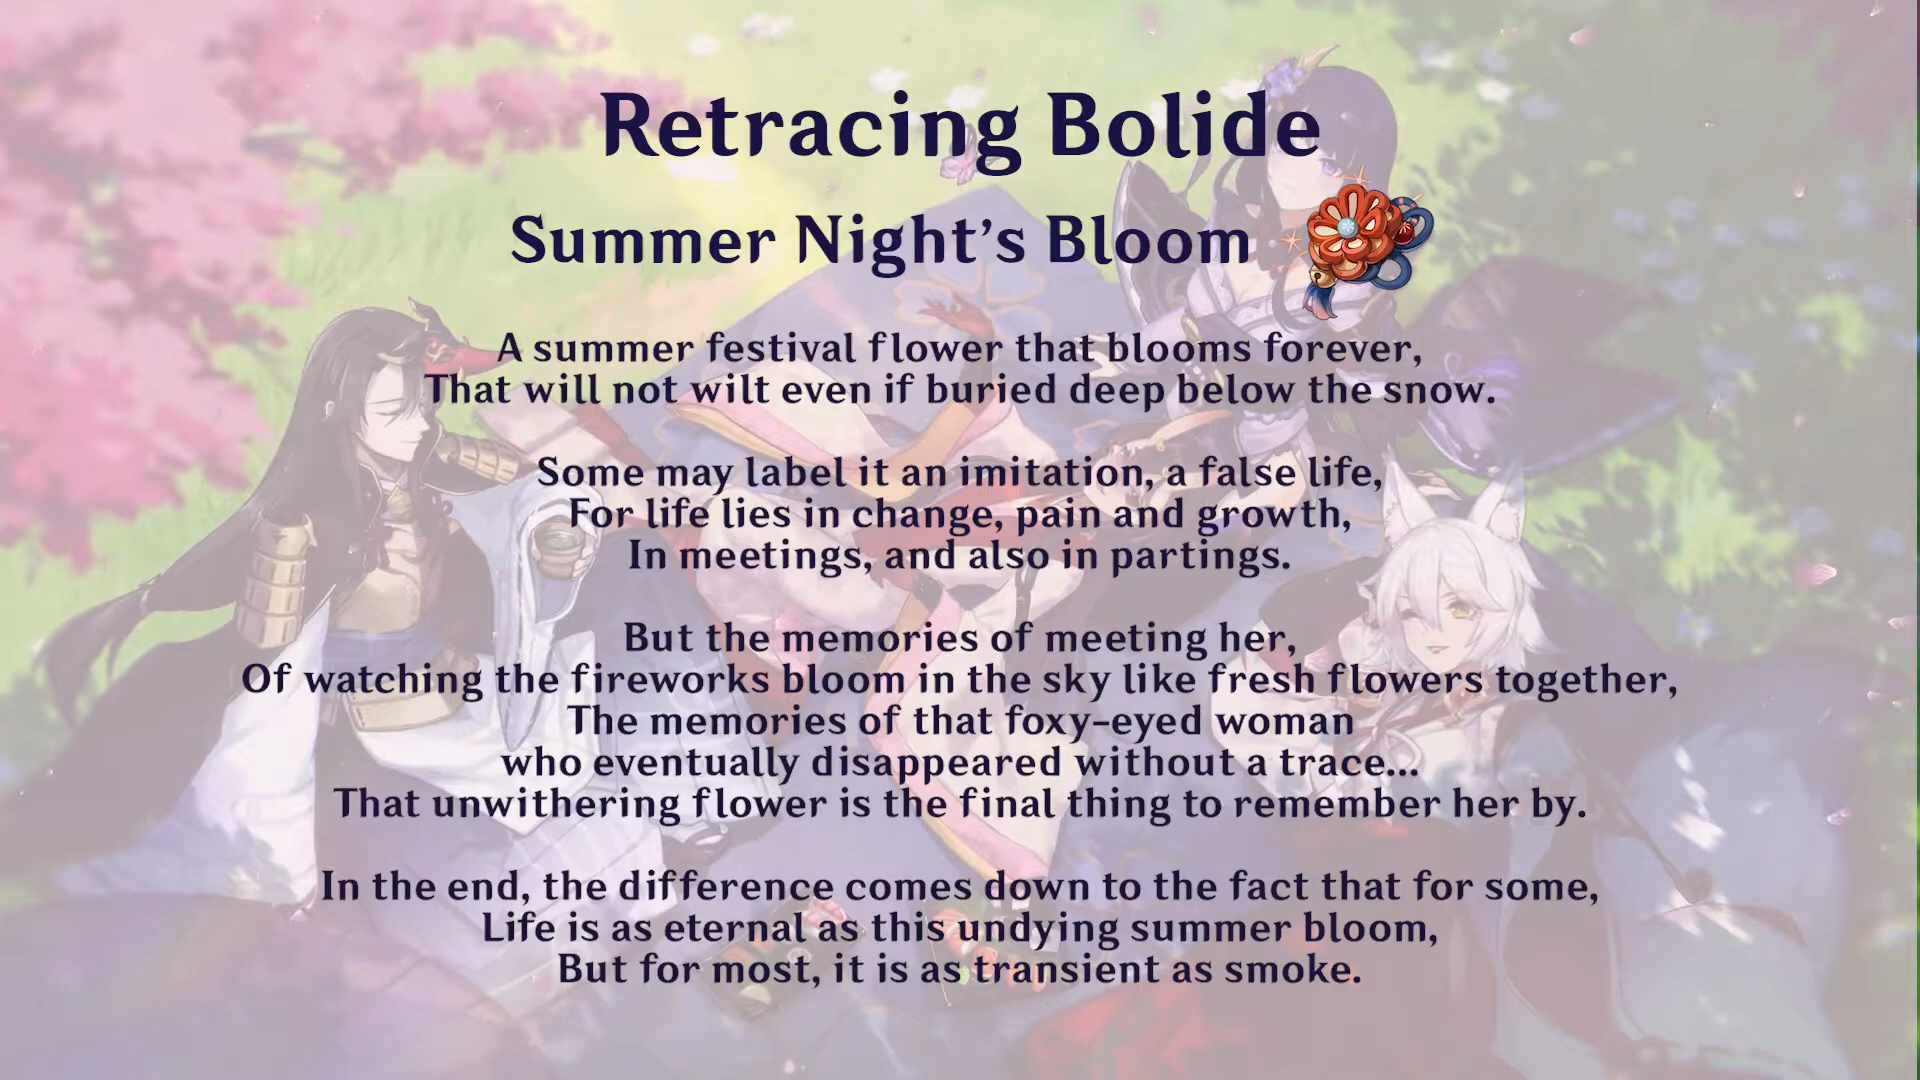 Retracing Bolide
Summer Night's Bloom
A summer festival flower that blooms forever,
That will not wilt even if buried deep below the snow.
Some may label it an imitation, a false life,
For life lies in change, pain and growth,
In meetings, and also in partings.
But the memories of meeting her,
Of watching the fireworks bloom in the sky like fresh flowers together,
The memories of that foxy-eyed woman
who eventually disappeared without a trace...
That unwithering flower is the final thing to remember her by.
In the end, the difference comes down to the fact that for some,
Life is as eternal as this undying summer bloom,
But for most, it is as transient as smoke.